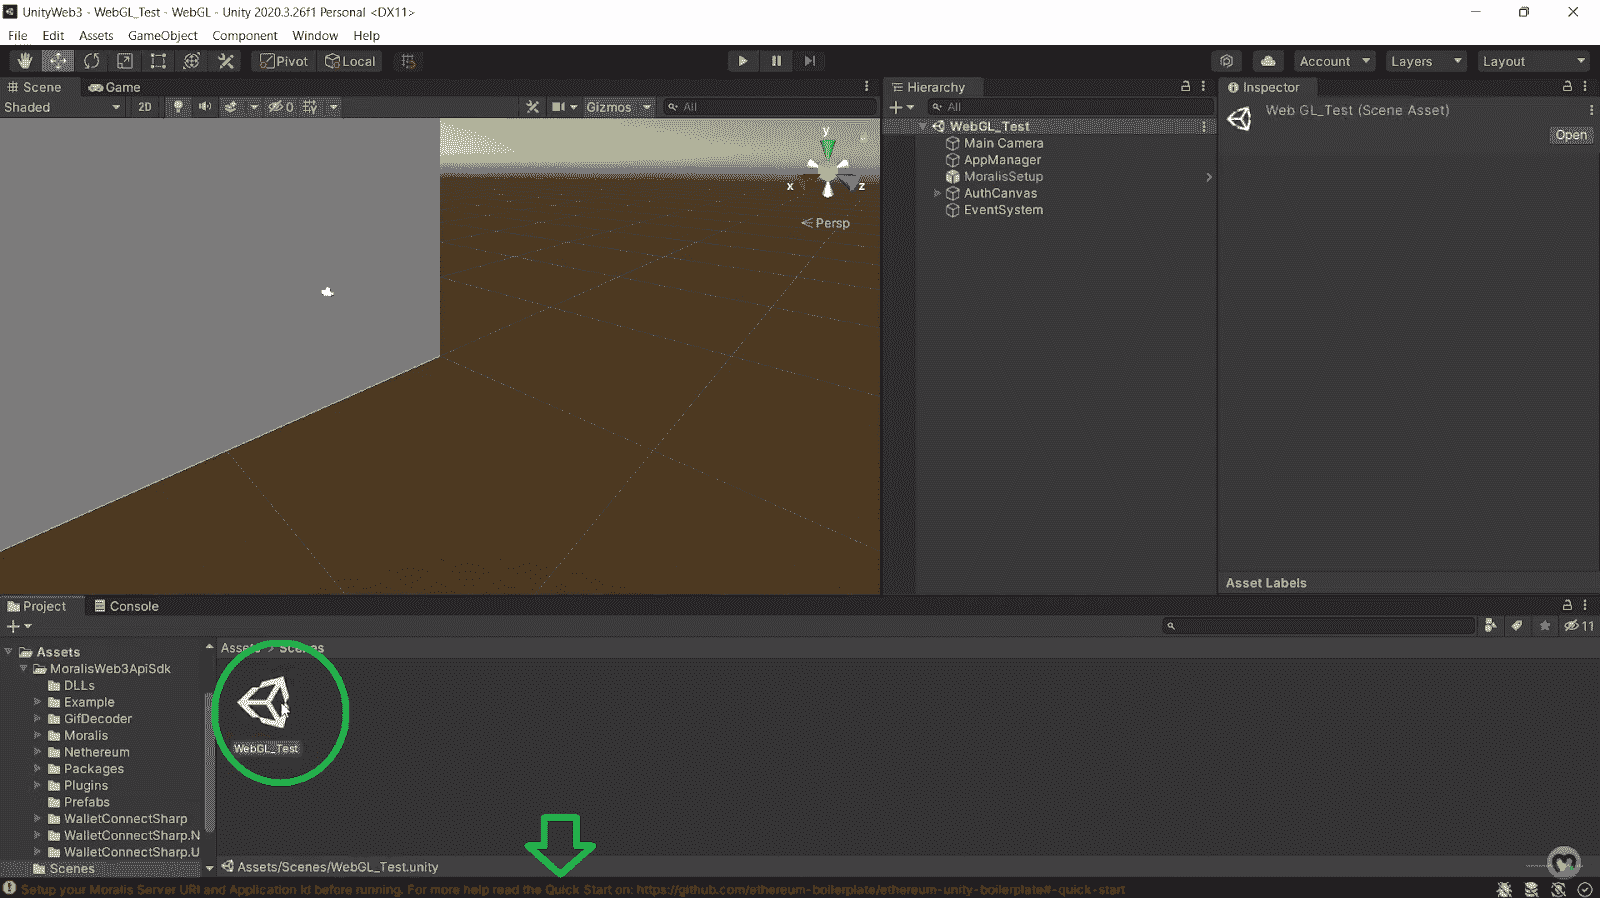 UnityWeb3 - WebGL_Test - WebGL - Unity 2020.3.26f1 Personal <DX11>
File Edit Assets GameObject Component Window Help
Pivot Local Account Layers Layout
Scene Game
Shaded 2D 0 Gizmos All
y
x z
Persp
Hierarchy
All
WebGL_Test
Main Camera
AppManager
MoralisSetup
AuthCanvas
EventSystem
Inspector
Web GL_Test (Scene Asset)
Open
Asset Labels
Project Console
11
Assets
MoralisWeb3ApiSdk
DLLs
Example
GifDecoder
Moralis
Nethereum
Packages
Plugins
Prefabs
WalletConnectSharp
WalletConnectSharp.N
WalletConnectSharp.U
Scenes
Assets > Scenes
WebGL_Test
Assets/Scenes/WebGL_Test.unity
Setup your Moralis Server URI and Application Id before running. For more help read the Quick Start on: https://github.com/ethereum-boilerplate/ethereum-unity-boilerplate#-quick-start